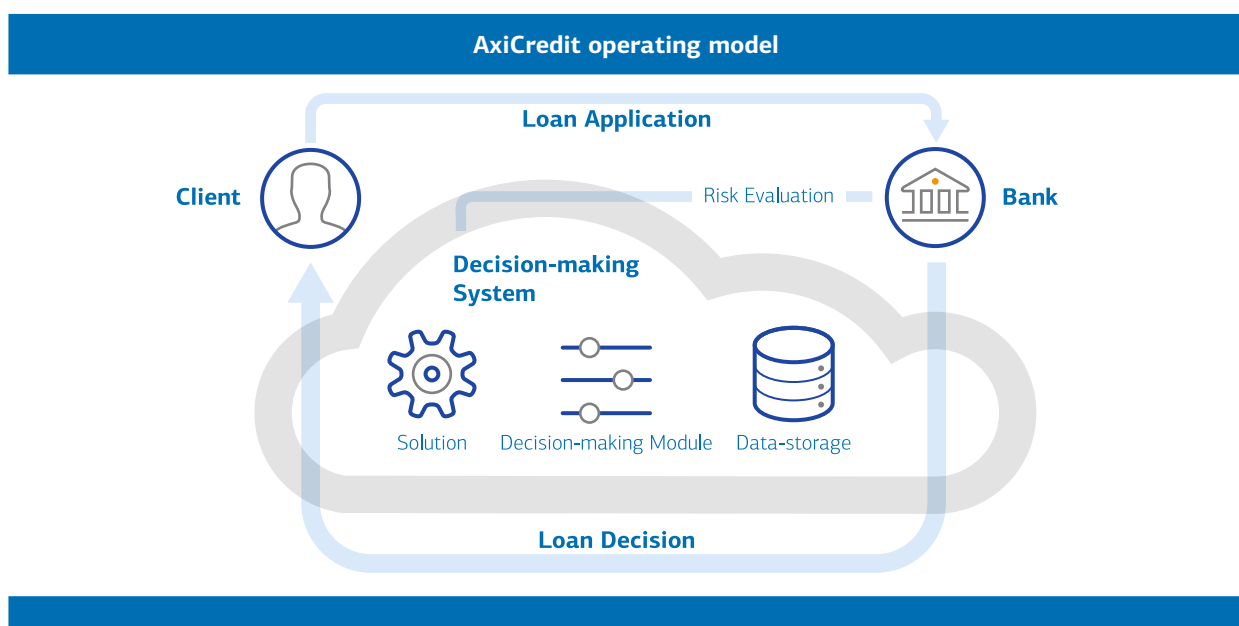 AxiCredit operating model
Loan Application
Client
Risk Evaluation
Bank
Decision-making
System
Solution
Decision-making Module
Data-storage
Loan Decision